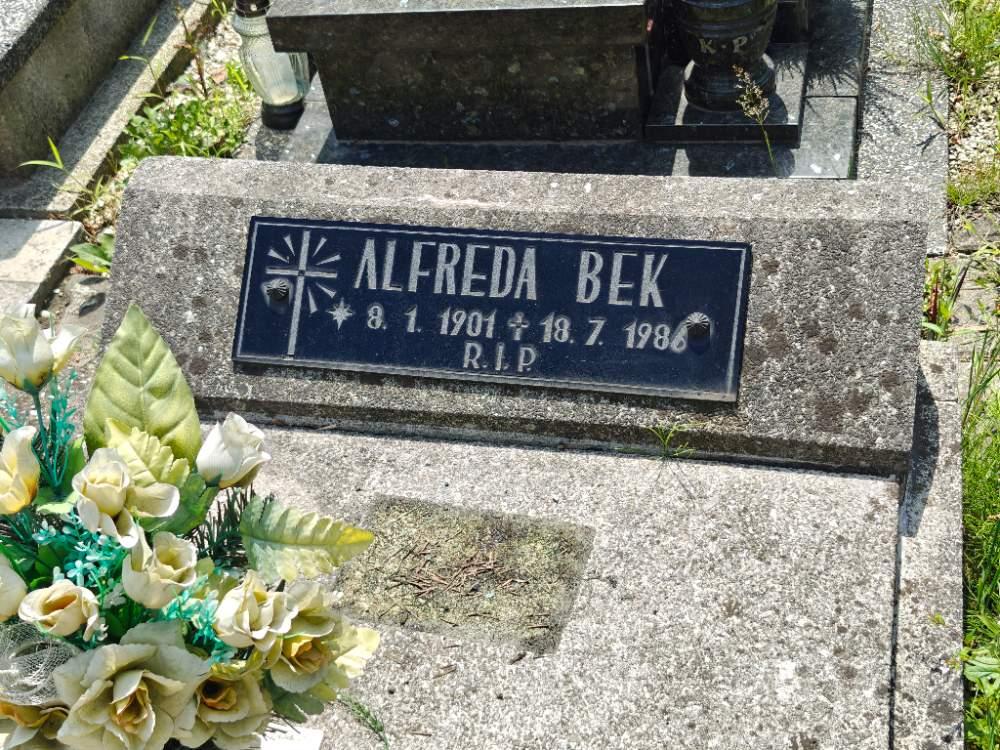 K P
ALFREDA BEK
* 8. 1. 1901 ✝ 18. 7. 1986
R. I. P.